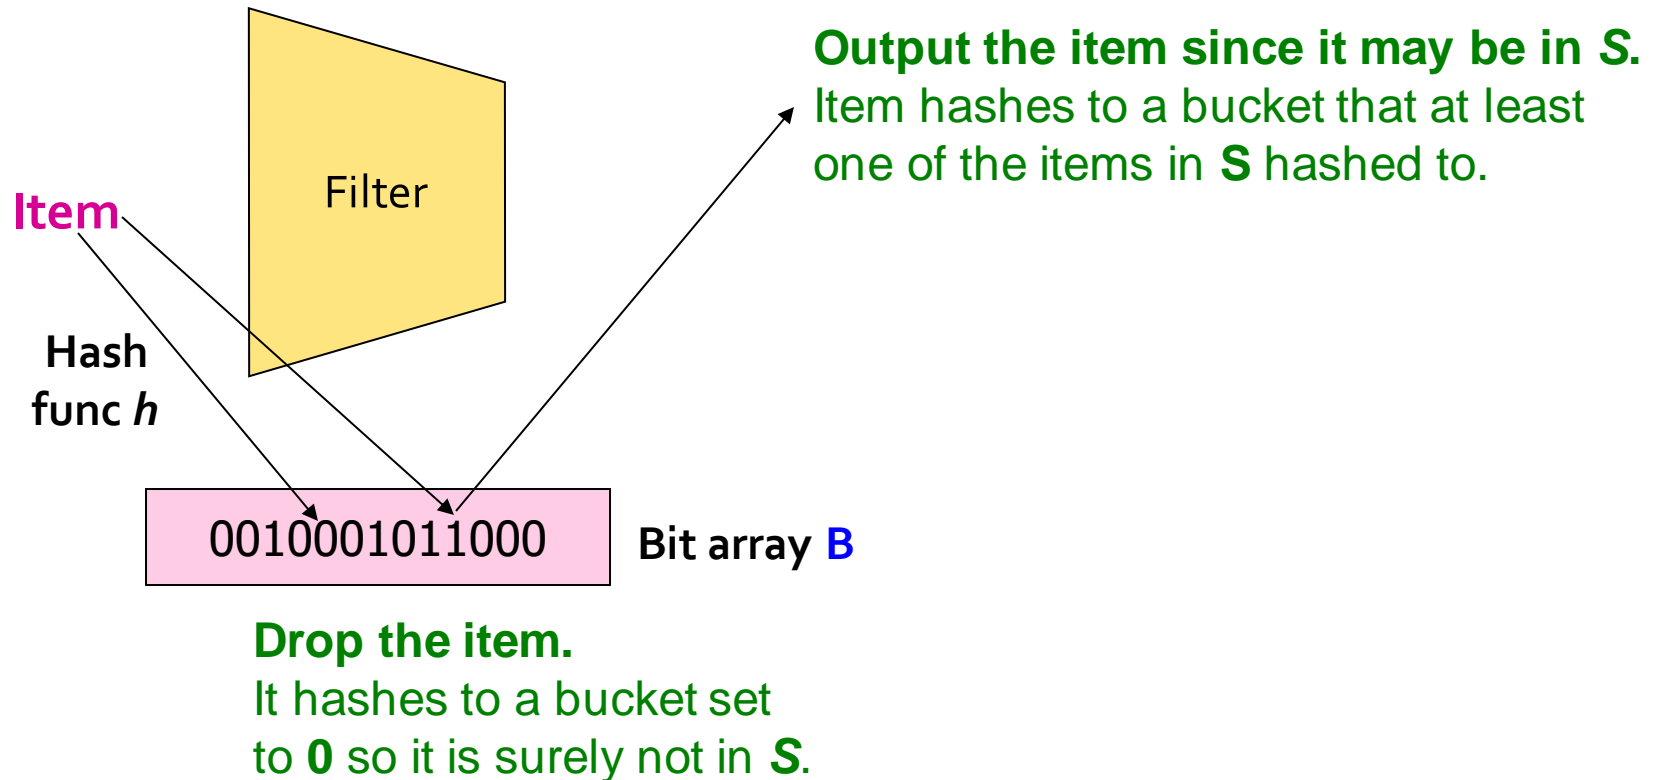 Output the item since it may be in S.
Item hashes to a bucket that at least
one of the items in S hashed to.
Filter
Item
Hash
func h
0010001011000
Bit array B
Drop the item.
It hashes to a bucket set
to 0 so it is surely not in S.